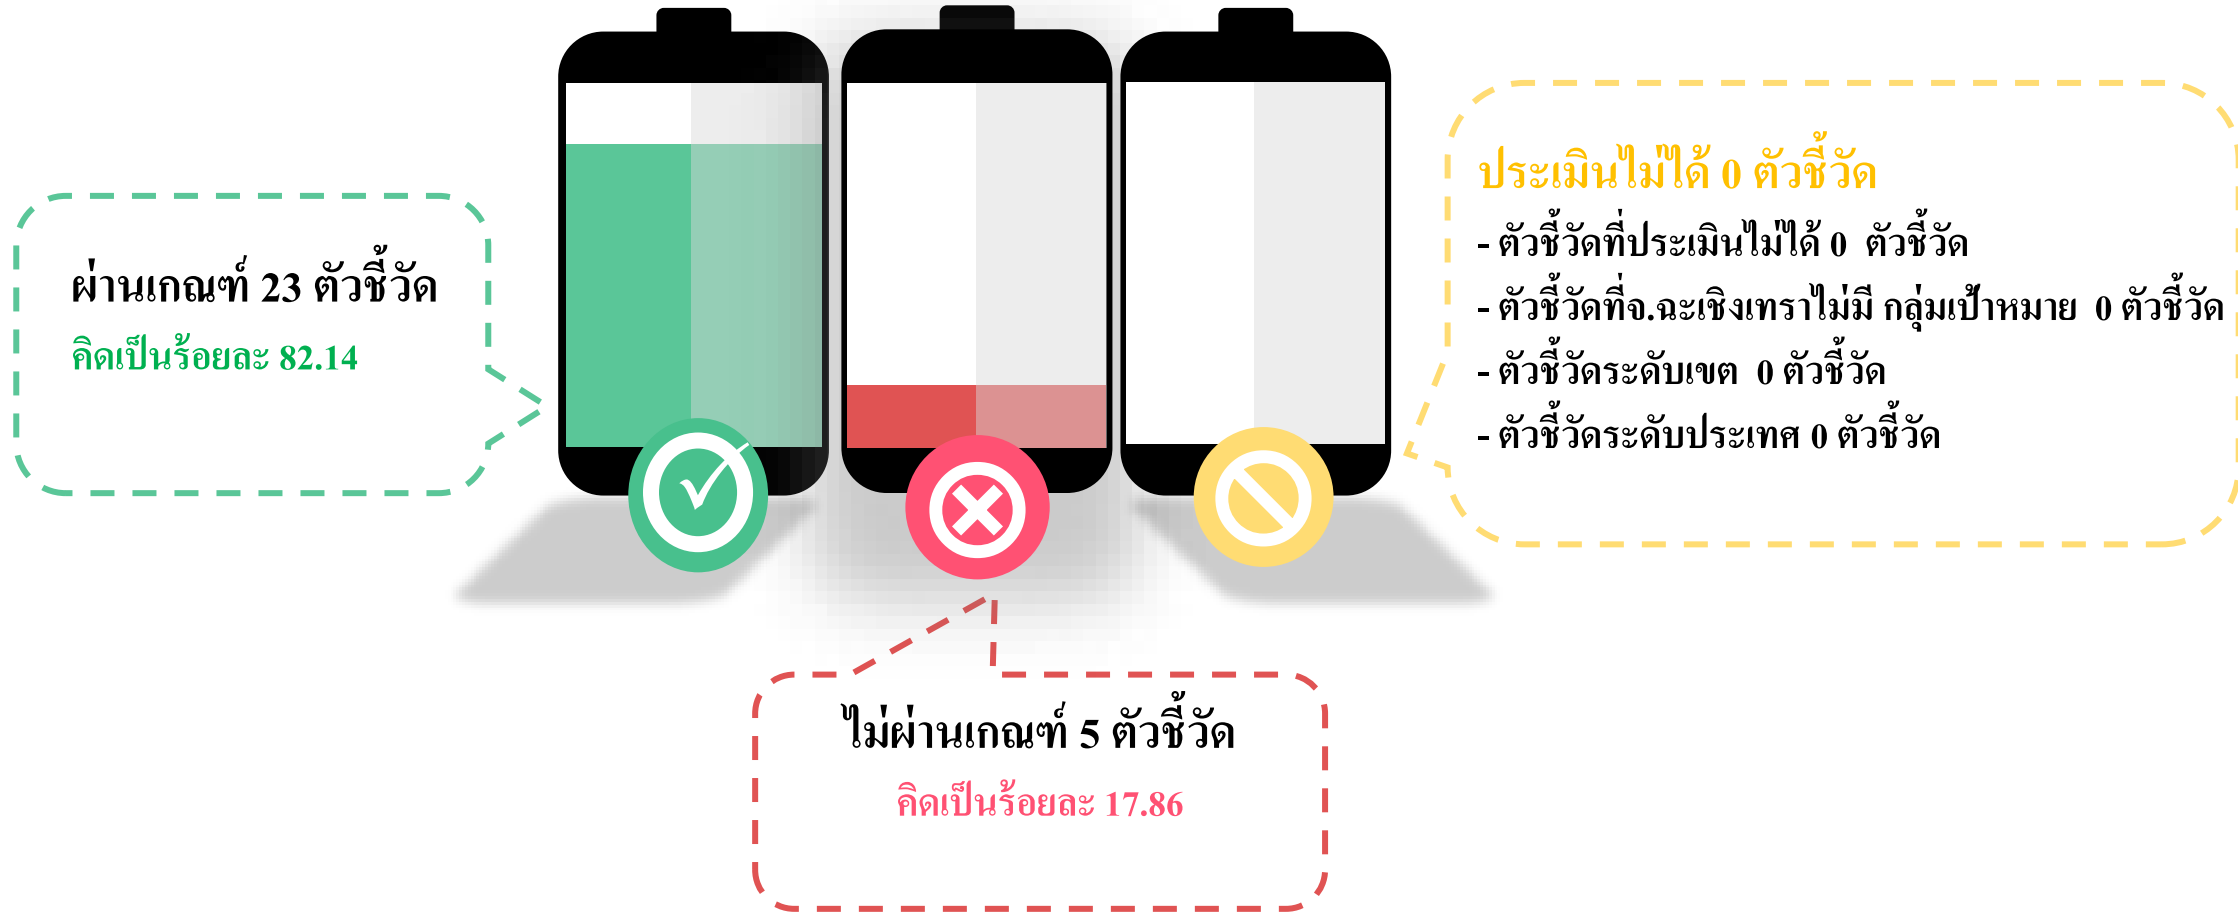 ผ่านเกณฑ์ 23 ตัวชี้วัด
คิดเป็นร้อยละ 82.14
ประเมินไม่ได้ 0 ตัวชี้วัด
- ตัวชี้วัดที่ประเมินไม่ได้ 0 ตัวชี้วัด
- ตัวชี้วัดที่จ.ฉะเชิงเทราไม่มี กลุ่มเป้าหมาย 0 ตัวชี้วัด
- ตัวชี้วัดระดับเขต 0 ตัวชี้วัด
- ตัวชี้วัดระดับประเทศ 0 ตัวชี้วัด
ไม่ผ่านเกณฑ์ 5 ตัวชี้วัด
คิดเป็นร้อยละ 17.86